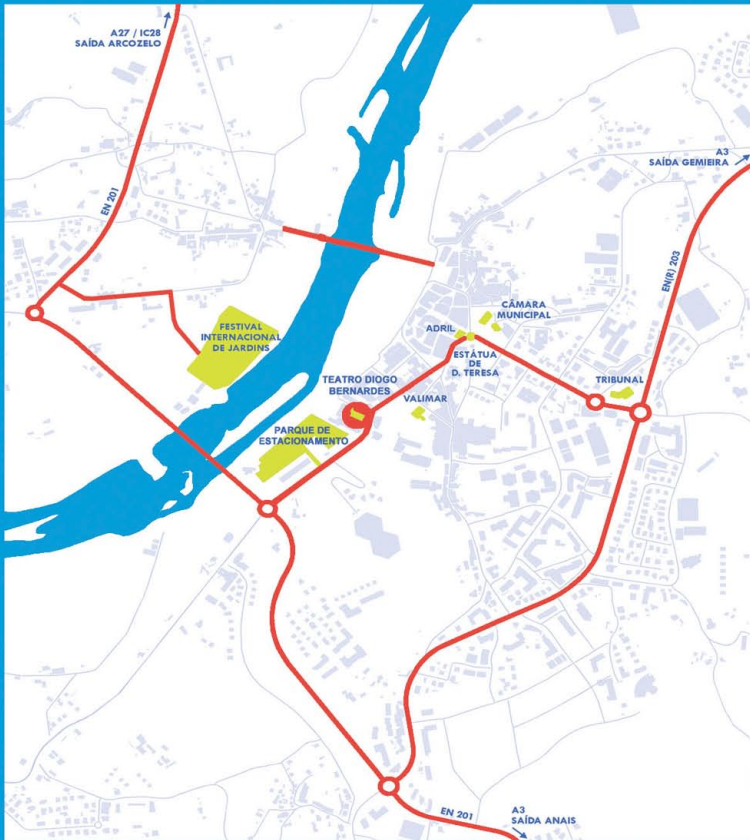 A27 / IC28
SAÍDA ARCOZELO
A3
SAÍDA GEMIEIRA
EN 201
EN(R) 203
CÂMARA
MUNICIPAL
FESTIVAL
INTERNACIONAL
DE JARDINS
ADRIL
ESTÁTUA
DE
D. TERESA
TEATRO DIOGO
BERNARDES
VALIMAR
TRIBUNAL
PARQUE DE
ESTACIONAMENTO
EN 201
A3
SAÍDA ANAIS